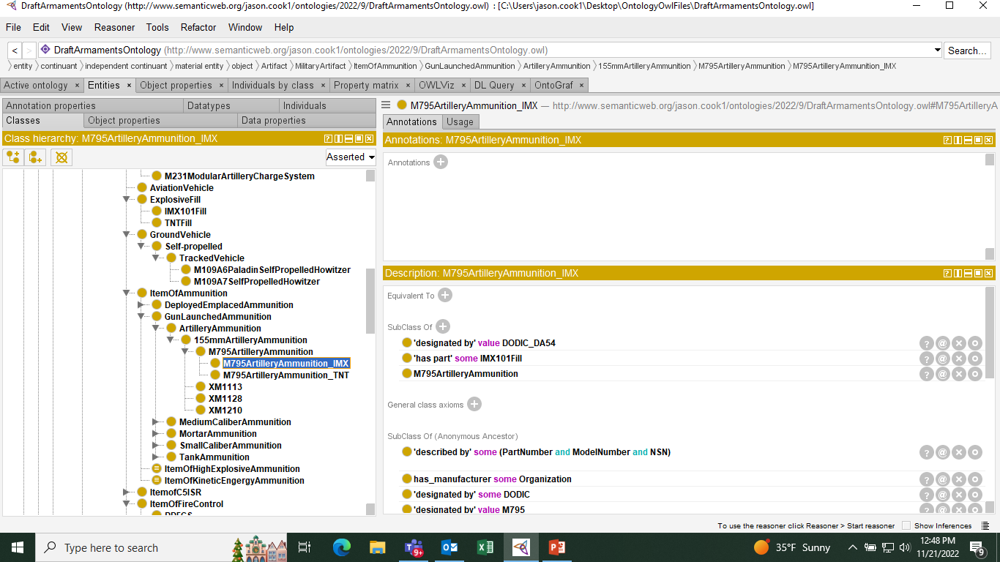 DraftArmamentsOntology (http://www.semanticweb.org/jason.cook1/ontologies/2022/9/DraftArmamentsOntology.owl) : [C:\Users\jason.cook1\Desktop\OntologyOwlFiles\DraftArmamentsOntology.owl]
File Edit View Reasoner Tools Refactor Window Help
< > DraftArmamentsOntology (http://www.semanticweb.org/jason.cook1/ontologies/2022/9/DraftArmamentsOntology.owl) Search...
entity continuant independent continuant material entity object Artifact MilitaryArtifact ItemOfAmmunition GunLaunchedAmmunition ArtilleryAmmunition 155mmArtilleryAmmunition M795ArtilleryAmmunition M795ArtilleryAmmunition_IMX
Active ontology × Entities × Object properties × Individuals by class × Property matrix × OWLViz × DL Query × OntoGraf ×
Annotation properties Datatypes Individuals
Classes Object properties Data properties
Class hierarchy: M795ArtilleryAmmunition_IMX
Asserted
M231ModularArtilleryChargeSystem
AviationVehicle
ExplosiveFill
IMX101Fill
TNTFill
GroundVehicle
Self-propelled
TrackedVehicle
M109A6PaladinSelfPropelledHowitzer
M109A7SelfPropelledHowitzer
ItemOfAmmunition
DeployedEmplacedAmmunition
GunLaunchedAmmunition
ArtilleryAmmunition
155mmArtilleryAmmunition
M795ArtilleryAmmunition
M795ArtilleryAmmunition_IMX
M795ArtilleryAmmunition_TNT
XM1113
XM1128
XM1210
MediumCaliberAmmunition
MortarAmmunition
SmallCaliberAmmunition
TankAmmunition
ItemOfHighExplosiveAmmunition
ItemOfKineticEngergyAmmunition
ItemofC5ISR
ItemOfFireControl
M795ArtilleryAmmunition_IMX — http://www.semanticweb.org/jason.cook1/ontologies/2022/9/DraftArmamentsOntology.owl#M795ArtilleryA
Annotations Usage
Annotations: M795ArtilleryAmmunition_IMX
Annotations
Description: M795ArtilleryAmmunition_IMX
Equivalent To
SubClass Of
'designated by' value DODIC_DA54
'has part' some IMX101Fill
M795ArtilleryAmmunition
General class axioms
SubClass Of (Anonymous Ancestor)
'described by' some (PartNumber and ModelNumber and NSN)
has_manufacturer some Organization
'designated by' some DODIC
'designated by' value M795
To use the reasoner click Reasoner > Start reasoner Show Inferences
Type here to search
9+
35°F Sunny
12:48 PM
11/21/2022
9